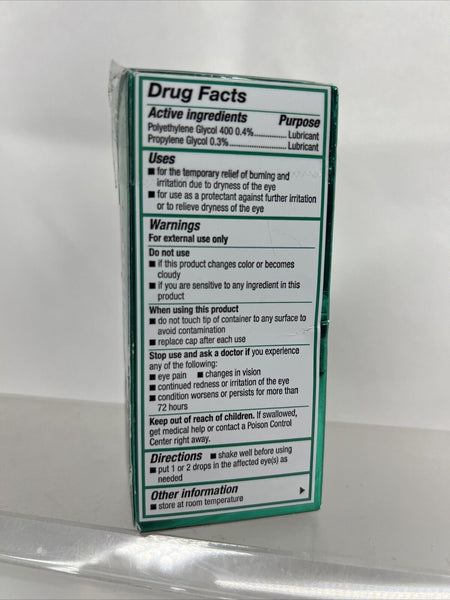 Drug Facts
Active ingredients Purpose
Polyethylene Glycol 400 0.4%.................. Lubricant
Propylene Glycol 0.3%.......................... Lubricant
Uses
■ for the temporary relief of burning and
irritation due to dryness of the eye
■ for use as a protectant against further irritation
or to relieve dryness of the eye
Warnings
For external use only
Do not use
■ if this product changes color or becomes
cloudy
■ if you are sensitive to any ingredient in this
product
When using this product
■ do not touch tip of container to any surface to
avoid contamination
■ replace cap after each use
Stop use and ask a doctor if you experience
any of the following:
■ eye pain ■ changes in vision
■ continued redness or irritation of the eye
■ condition worsens or persists for more than
72 hours
Keep out of reach of children. If swallowed,
get medical help or contact a Poison Control
Center right away.
Directions ■ shake well before using
■ put 1 or 2 drops in the affected eye(s) as
needed
Other information
■ store at room temperature